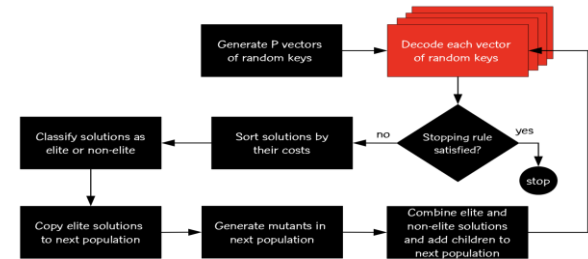 Generate P vectors
of random keys
Decode each vector
of random keys
Stopping rule
satisfied?
yes
stop
no
Sort solutions by
their costs
Classify solutions as
elite or non-elite
Copy elite solutions
to next population
Generate mutants in
next population
Combine elite and
non-elite solutions
and add children to
next population